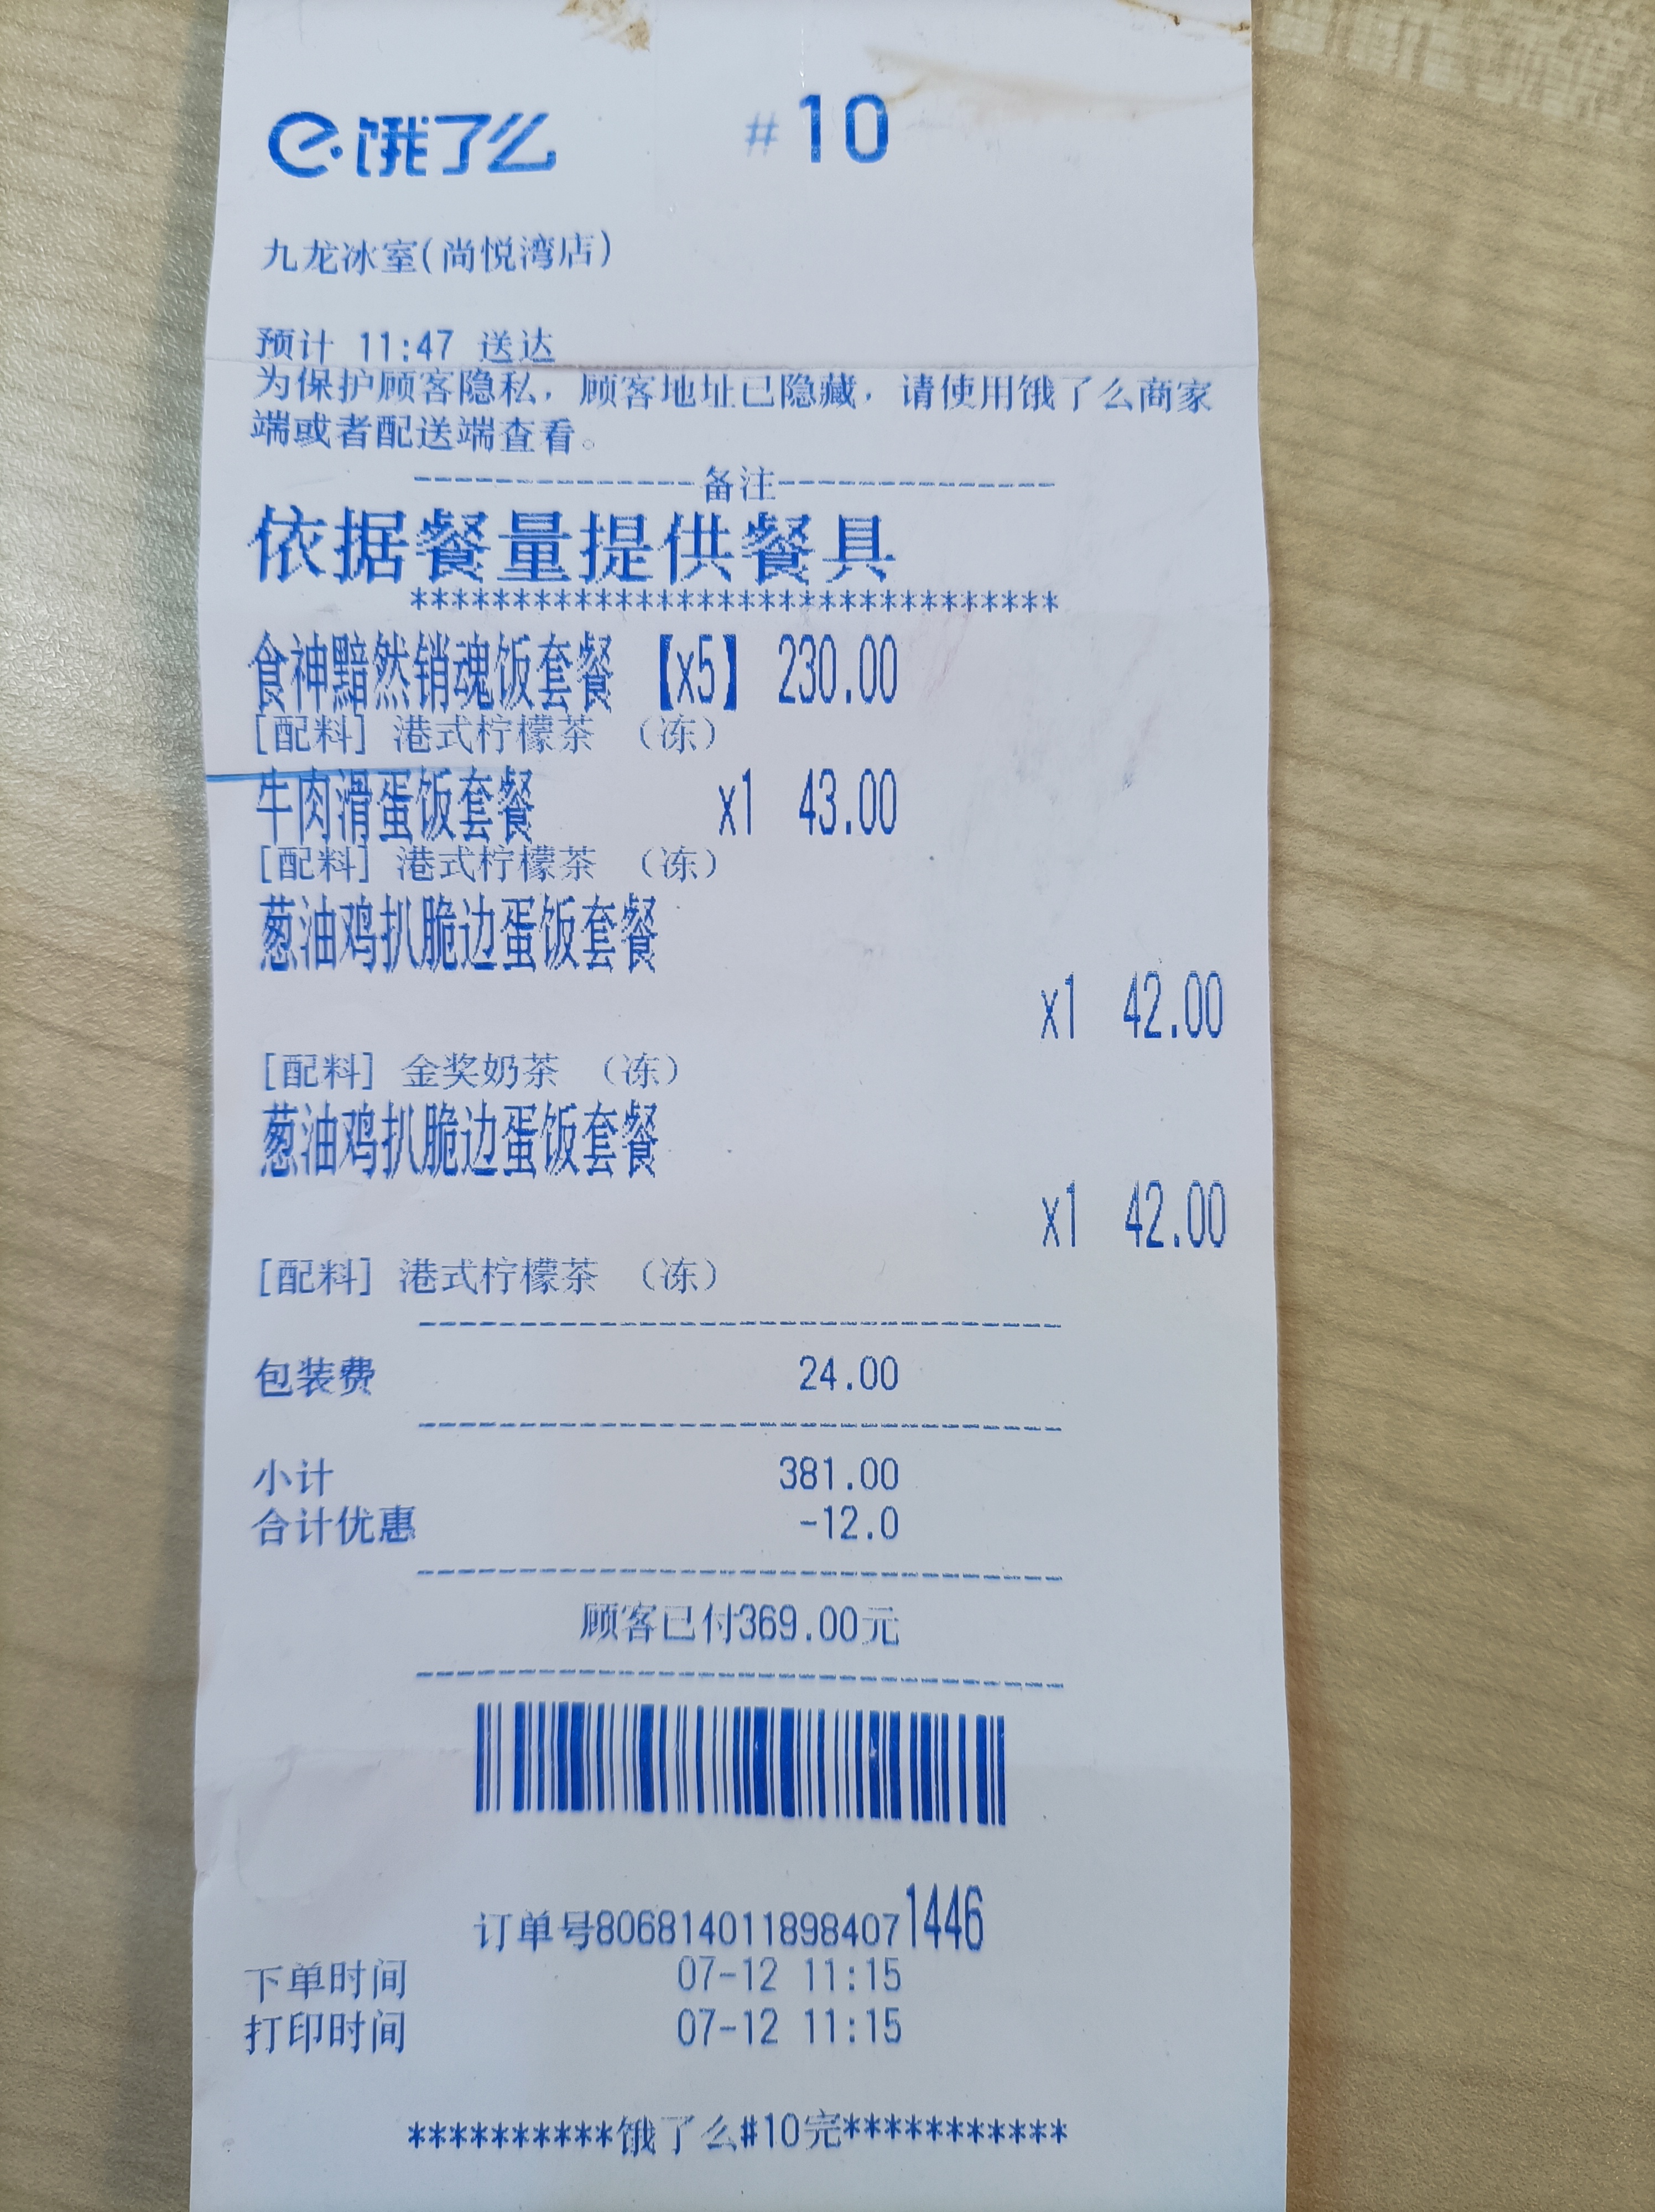 饿了么 #10
九龙冰室(尚悦湾店)
预计 11:47 送达
为保护顾客隐私，顾客地址已隐藏，请使用饿了么商家
端或者配送端查看。
--------------备注--------------
依据餐量提供餐具
********************************
食神黯然销魂饭套餐 【x5】 230.00
[配料] 港式柠檬茶 （冻）
牛肉滑蛋饭套餐 x1 43.00
[配料] 港式柠檬茶 （冻）
葱油鸡扒脆边蛋饭套餐
x1 42.00
[配料] 金奖奶茶 （冻）
葱油鸡扒脆边蛋饭套餐
x1 42.00
[配料] 港式柠檬茶 （冻）
--------------------------------
包装费 24.00
--------------------------------
小计 381.00
合计优惠 -12.0
--------------------------------
顾客已付369.00元
--------------------------------
订单号8068140118984071446
下单时间 07-12 11:15
打印时间 07-12 11:15
**********饿了么#10完***********